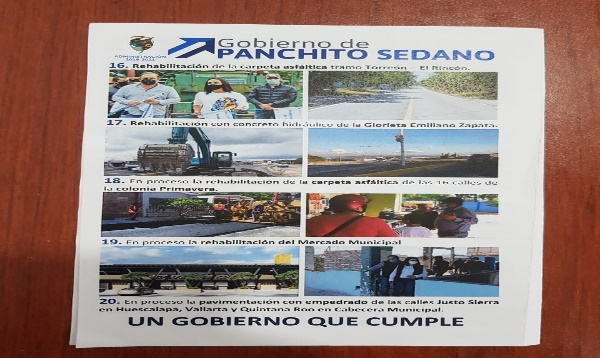 Gobierno de
PANCHITO SEDANO
ADMINISTRACIÓN
2018-2021
16. Rehabilitación de la carpeta asfáltica tramo Torreón - El Rincón.
17. Rehabilitación con concreto hidráulico de la Glorieta Emiliano Zapata.
18. En proceso la rehabilitación de la carpeta asfáltica de las 16 calles de
la colonia Primavera.
19. En proceso la rehabilitación del Mercado Municipal
20. En proceso la pavimentación con empedrado de las calles Justo Sierra
en Huescalapa, Vallarta y Quintana Roo en Cabecera Municipal.
UN GOBIERNO QUE CUMPLE